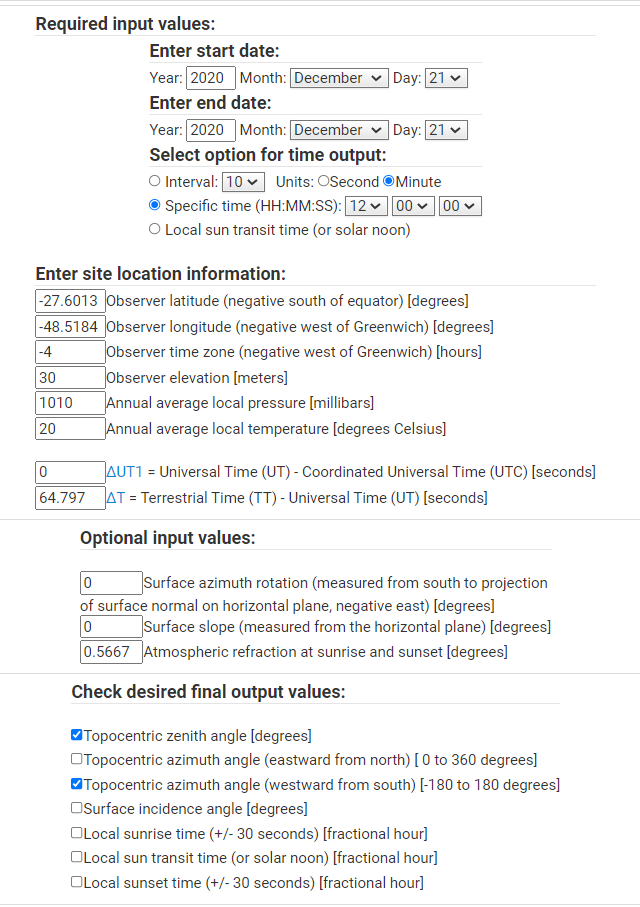 Required input values:
Enter start date:
Year: 2020 Month: December Day: 21
Enter end date:
Year: 2020 Month: December Day: 21
Select option for time output:
Interval: 10 Units: Second Minute
Specific time (HH:MM:SS): 12 00 00
Local sun transit time (or solar noon)
Enter site location information:
-27.6013 Observer latitude (negative south of equator) [degrees]
-48.5184 Observer longitude (negative west of Greenwich) [degrees]
-4 Observer time zone (negative west of Greenwich) [hours]
30 Observer elevation [meters]
1010 Annual average local pressure [millibars]
20 Annual average local temperature [degrees Celsius]
0 ΔUT1 = Universal Time (UT) - Coordinated Universal Time (UTC) [seconds]
64.797 ΔT = Terrestrial Time (TT) - Universal Time (UT) [seconds]
Optional input values:
0 Surface azimuth rotation (measured from south to projection
of surface normal on horizontal plane, negative east) [degrees]
0 Surface slope (measured from the horizontal plane) [degrees]
0.5667 Atmospheric refraction at sunrise and sunset [degrees]
Check desired final output values:
Topocentric zenith angle [degrees]
Topocentric azimuth angle (eastward from north) [ 0 to 360 degrees]
Topocentric azimuth angle (westward from south) [-180 to 180 degrees]
Surface incidence angle [degrees]
Local sunrise time (+/- 30 seconds) [fractional hour]
Local sun transit time (or solar noon) [fractional hour]
Local sunset time (+/- 30 seconds) [fractional hour]